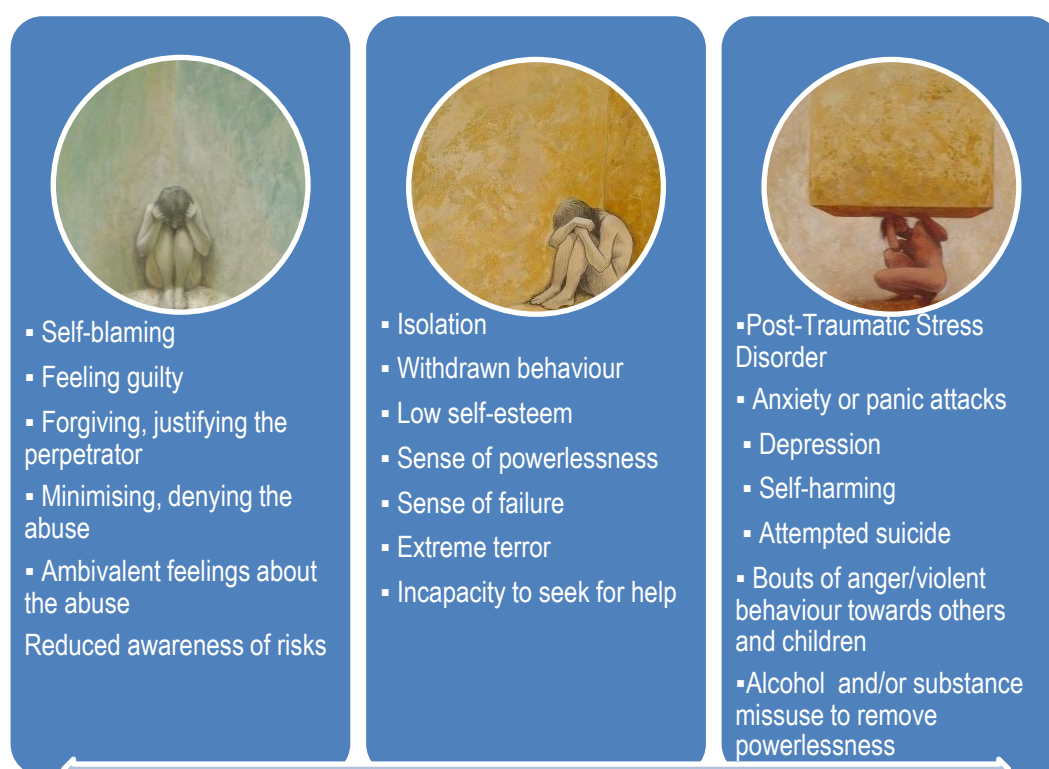 ▪ Self-blaming
▪ Feeling guilty
▪ Forgiving, justifying the
perpetrator
▪ Minimising, denying the
abuse
▪ Ambivalent feelings about
the abuse
Reduced awareness of risks
▪ Isolation
▪ Withdrawn behaviour
▪ Low self-esteem
▪ Sense of powerlessness
▪ Sense of failure
▪ Extreme terror
▪ Incapacity to seek for help
▪Post-Traumatic Stress
Disorder
▪ Anxiety or panic attacks
▪ Depression
▪ Self-harming
▪ Attempted suicide
▪ Bouts of anger/violent
behaviour towards others
and children
▪Alcohol  and/or substance
missuse to remove
powerlessness